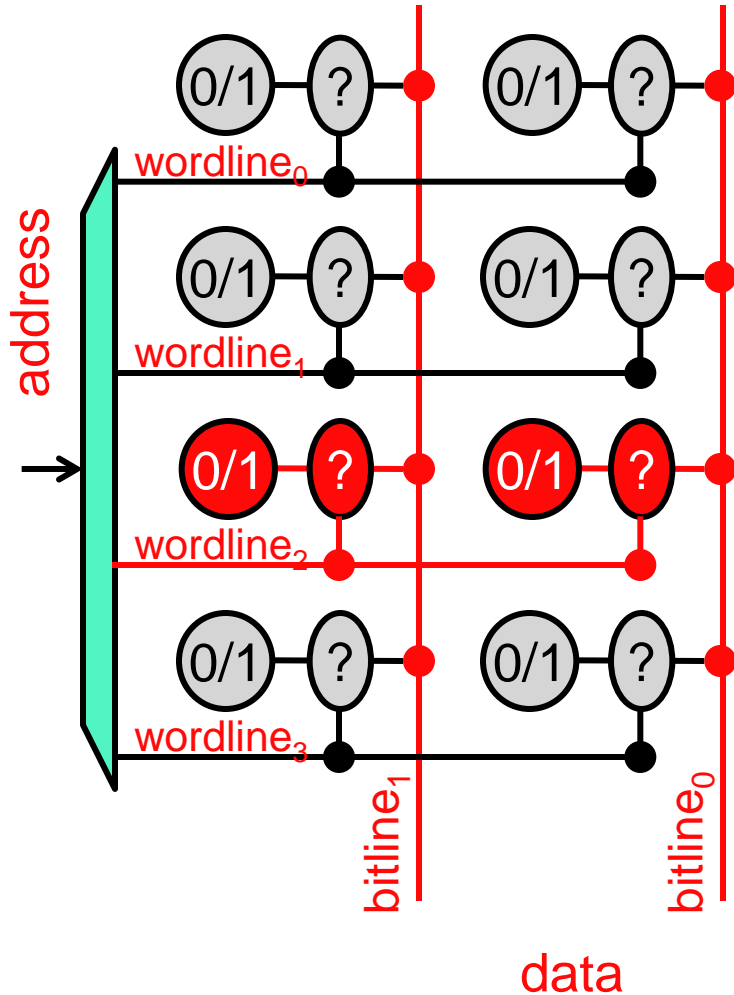 0/1 ? 0/1 ?
wordline₀
0/1 ? 0/1 ?
address
wordline₁
0/1 ? 0/1 ?
wordline₂
0/1 ? 0/1 ?
wordline₃
bitline₁ bitline₀
data